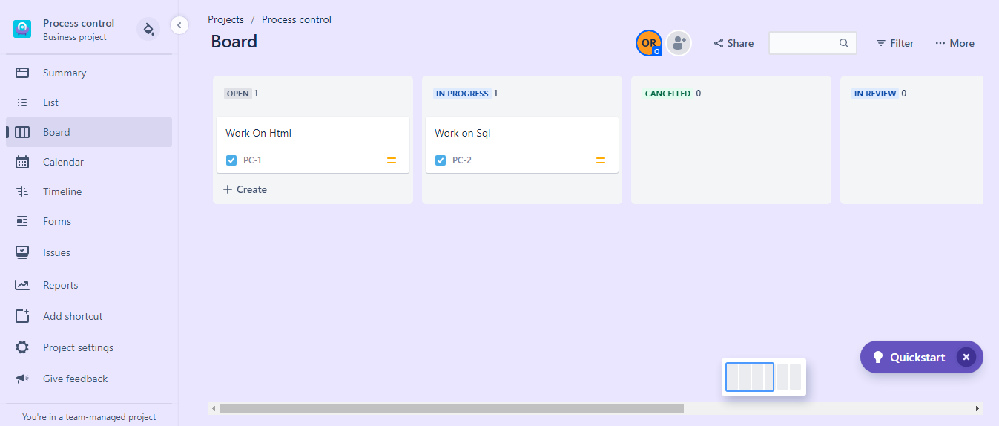 Process control
Business project
Summary
List
Board
Calendar
Timeline
Forms
Issues
Reports
Add shortcut
Project settings
Give feedback
You're in a team-managed project
Projects / Process control
Board
OR
O
Share
Filter
More
OPEN 1
Work On Html
PC-1
Create
IN PROGRESS 1
Work on Sql
PC-2
CANCELLED 0
IN REVIEW 0
Quickstart